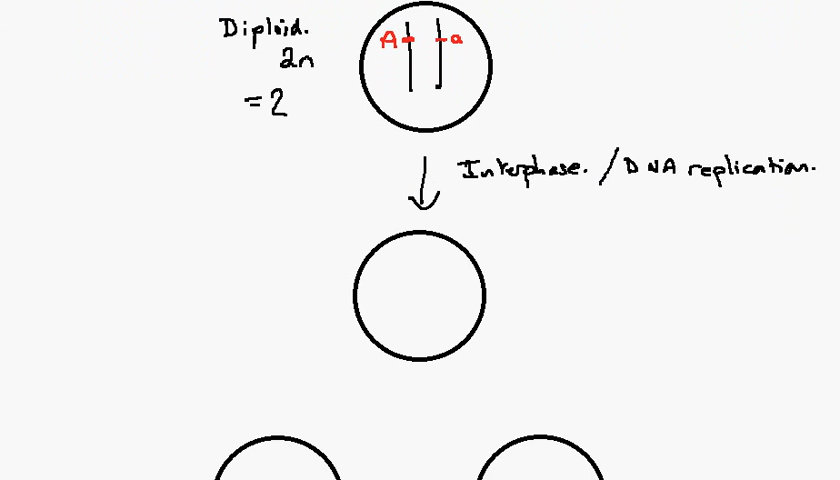 Diploid.
2n
= 2
A a
Interphase. / DNA replication.